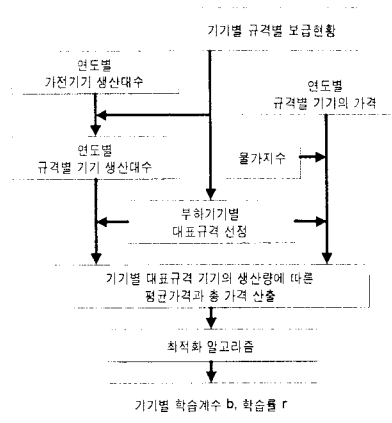 기기별 규격별 보급현황
연도별
가전기기 생산대수
연도별
규격별 기기의 가격
연도별
규격별 기기 생산대수
물가지수
부하기기별
대표규격 선정
기기별 대표규격 기기의 생산량에 따른
평균가격과 총 가격 산출
최적화 알고리즘
기기별 학습계수 b, 학습률 r